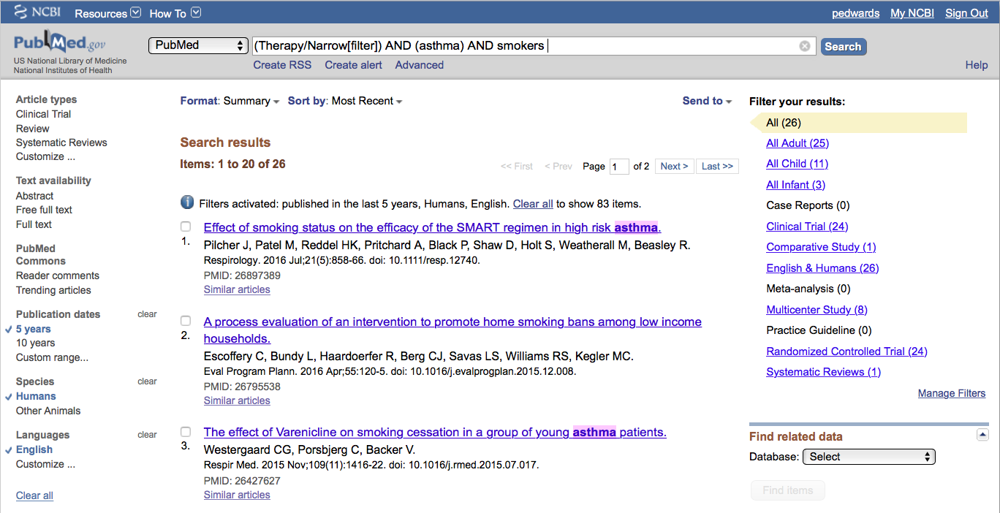 NCBI Resources How To pedwards My NCBI Sign Out
PubMed.gov
US National Library of Medicine
National Institutes of Health
PubMed
(Therapy/Narrow[filter]) AND (asthma) AND smokers
Search
Create RSS Create alert Advanced
Help
Article types
Clinical Trial
Review
Systematic Reviews
Customize ...
Text availability
Abstract
Free full text
Full text
PubMed
Commons
Reader comments
Trending articles
Publication dates clear
5 years
10 years
Custom range...
Species clear
Humans
Other Animals
Languages clear
English
Customize ...
Clear all
Format: Summary Sort by: Most Recent Send to
Search results
Items: 1 to 20 of 26
<< First < Prev Page 1 of 2 Next > Last >>
Filters activated: published in the last 5 years, Humans, English. Clear all to show 83 items.
Effect of smoking status on the efficacy of the SMART regimen in high risk asthma.
1. Pilcher J, Patel M, Reddel HK, Pritchard A, Black P, Shaw D, Holt S, Weatherall M, Beasley R.
Respirology. 2016 Jul;21(5):858-66. doi: 10.1111/resp.12740.
PMID: 26897389
Similar articles
A process evaluation of an intervention to promote home smoking bans among low income
2. households.
Escoffery C, Bundy L, Haardoerfer R, Berg CJ, Savas LS, Williams RS, Kegler MC.
Eval Program Plann. 2016 Apr;55:120-5. doi: 10.1016/j.evalprogplan.2015.12.008.
PMID: 26795538
Similar articles
The effect of Varenicline on smoking cessation in a group of young asthma patients.
3. Westergaard CG, Porsbjerg C, Backer V.
Respir Med. 2015 Nov;109(11):1416-22. doi: 10.1016/j.rmed.2015.07.017.
PMID: 26427627
Similar articles
Filter your results:
All (26)
All Adult (25)
All Child (11)
All Infant (3)
Case Reports (0)
Clinical Trial (24)
Comparative Study (1)
English & Humans (26)
Meta-analysis (0)
Multicenter Study (8)
Practice Guideline (0)
Randomized Controlled Trial (24)
Systematic Reviews (1)
Manage Filters
Find related data
Database: Select
Find items